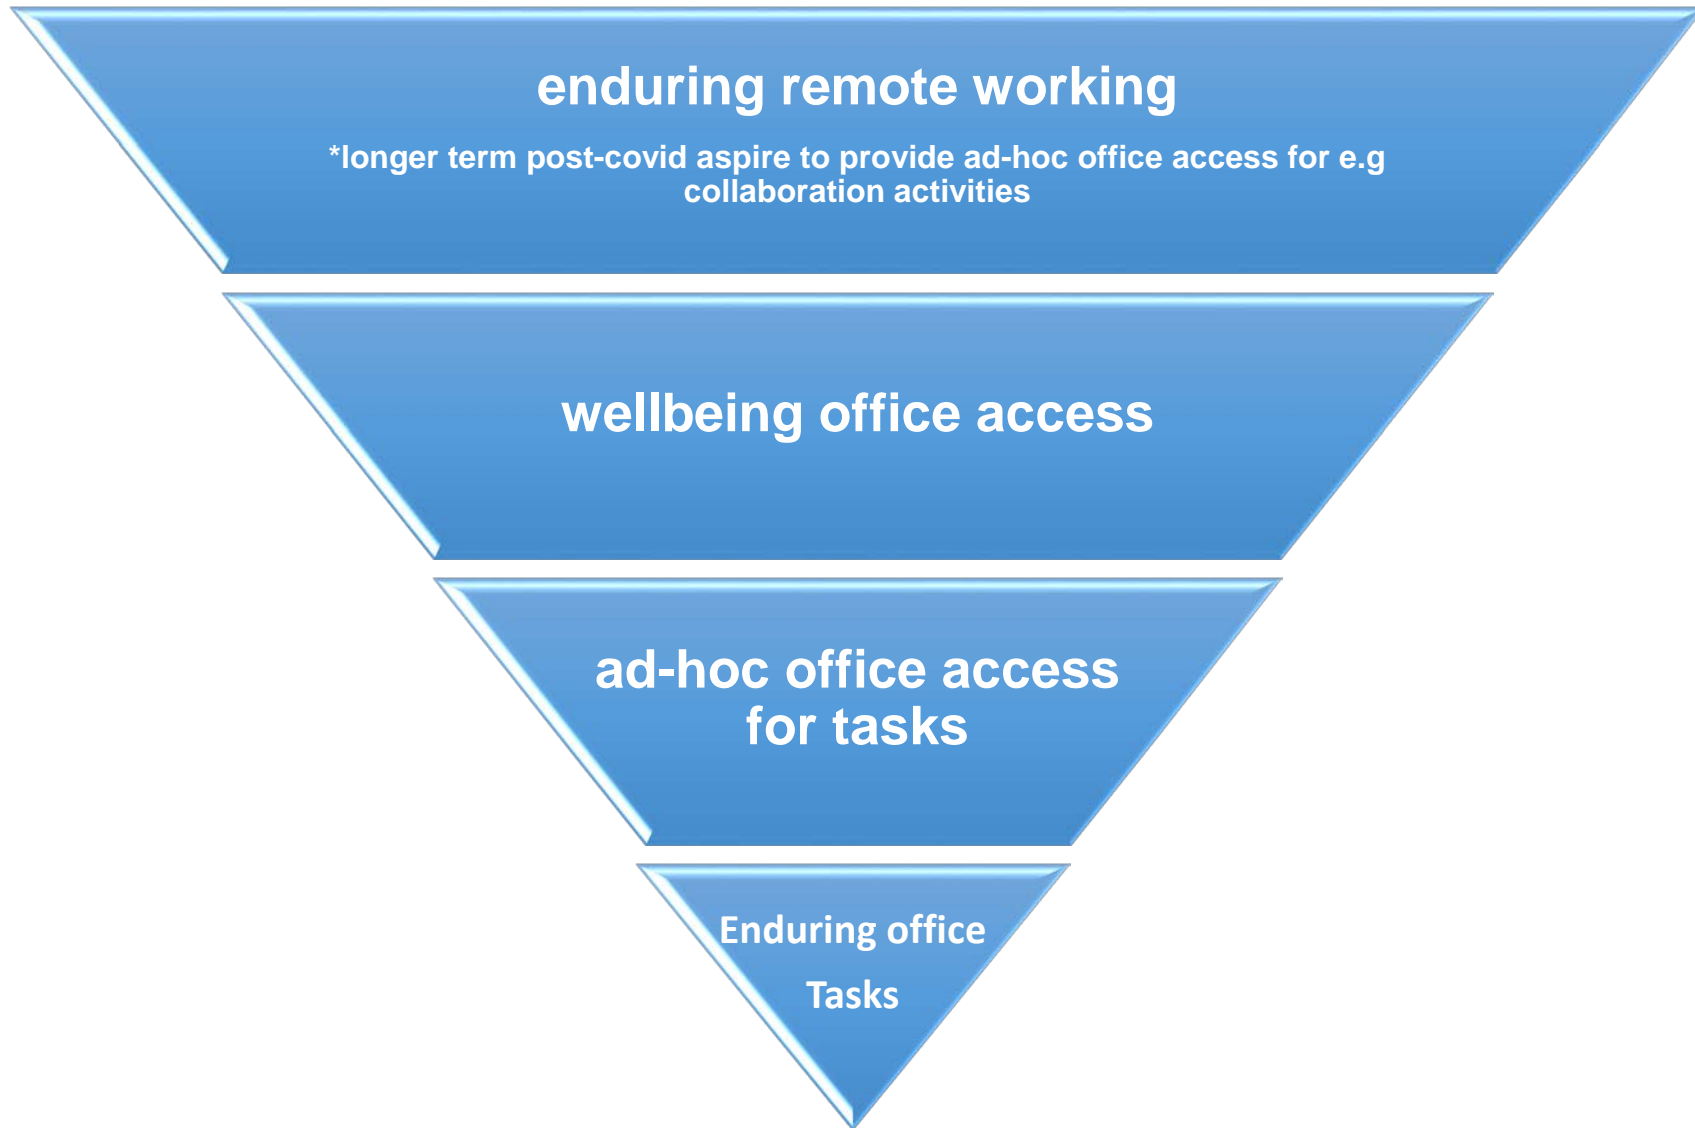 enduring remote working
*longer term post-covid aspire to provide ad-hoc office access for e.g
collaboration activities
wellbeing office access
ad-hoc office access
for tasks
Enduring office
Tasks